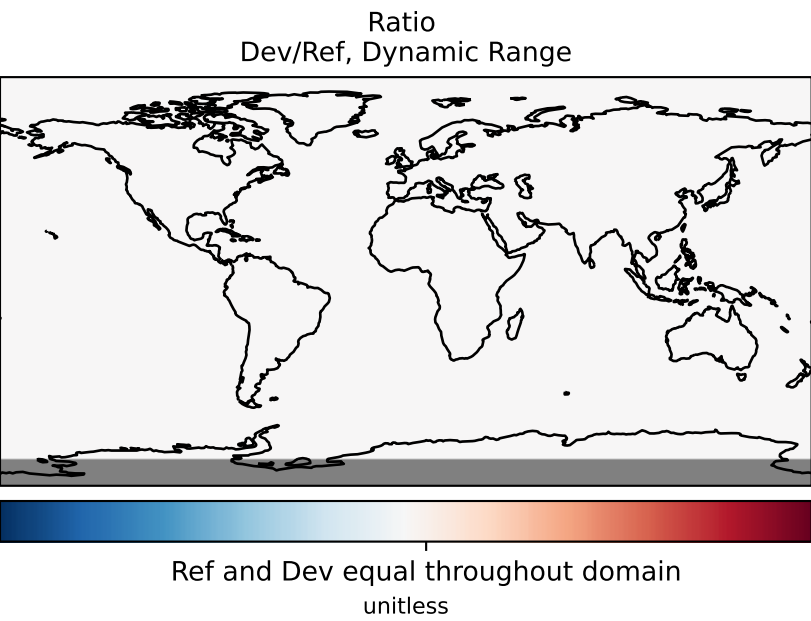 Ratio
Dev/Ref, Dynamic Range
Ref and Dev equal throughout domain
unitless